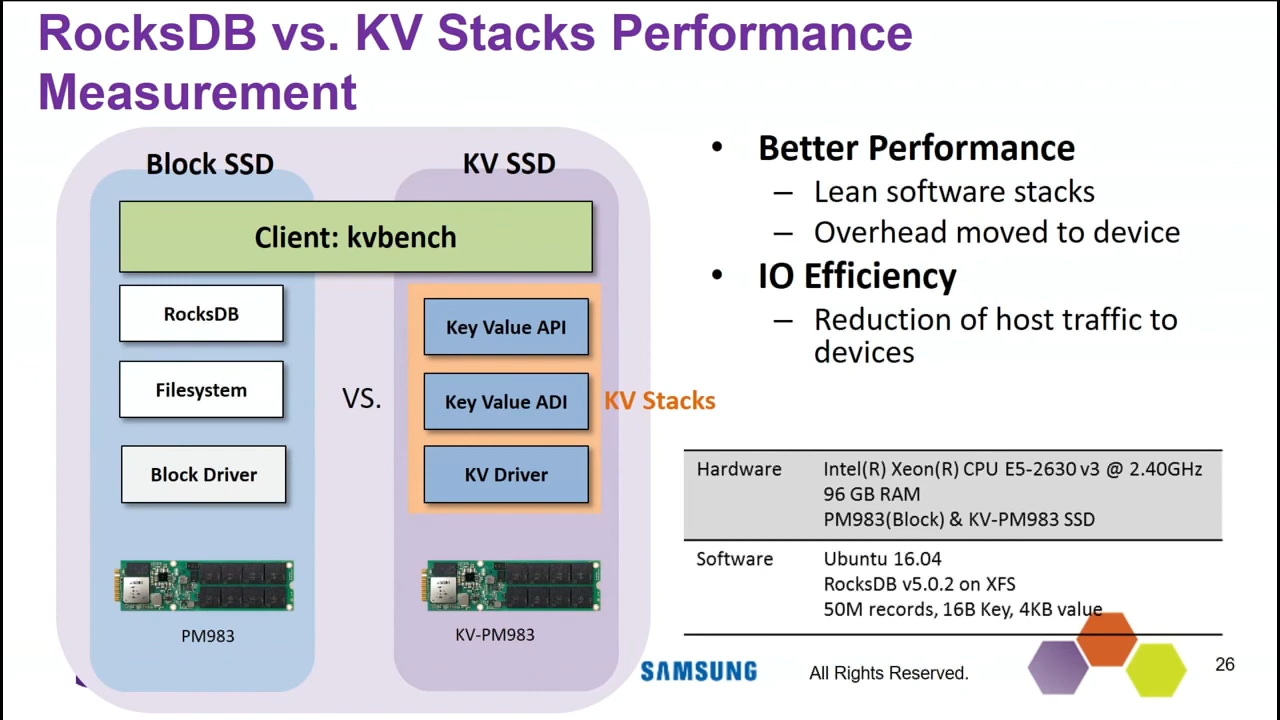 RocksDB vs. KV Stacks Performance
Measurement
Block SSD
KV SSD
Client: kvbench
RocksDB
Filesystem
Block Driver
VS.
Key Value API
Key Value ADI
KV Driver
KV Stacks
PM983
KV-PM983
• Better Performance
– Lean software stacks
– Overhead moved to device
• IO Efficiency
– Reduction of host traffic to
devices
Hardware Intel(R) Xeon(R) CPU E5-2630 v3 @ 2.40GHz
96 GB RAM
PM983(Block) & KV-PM983 SSD
Software Ubuntu 16.04
RocksDB v5.0.2 on XFS
50M records, 16B Key, 4KB value
SAMSUNG
All Rights Reserved.
26